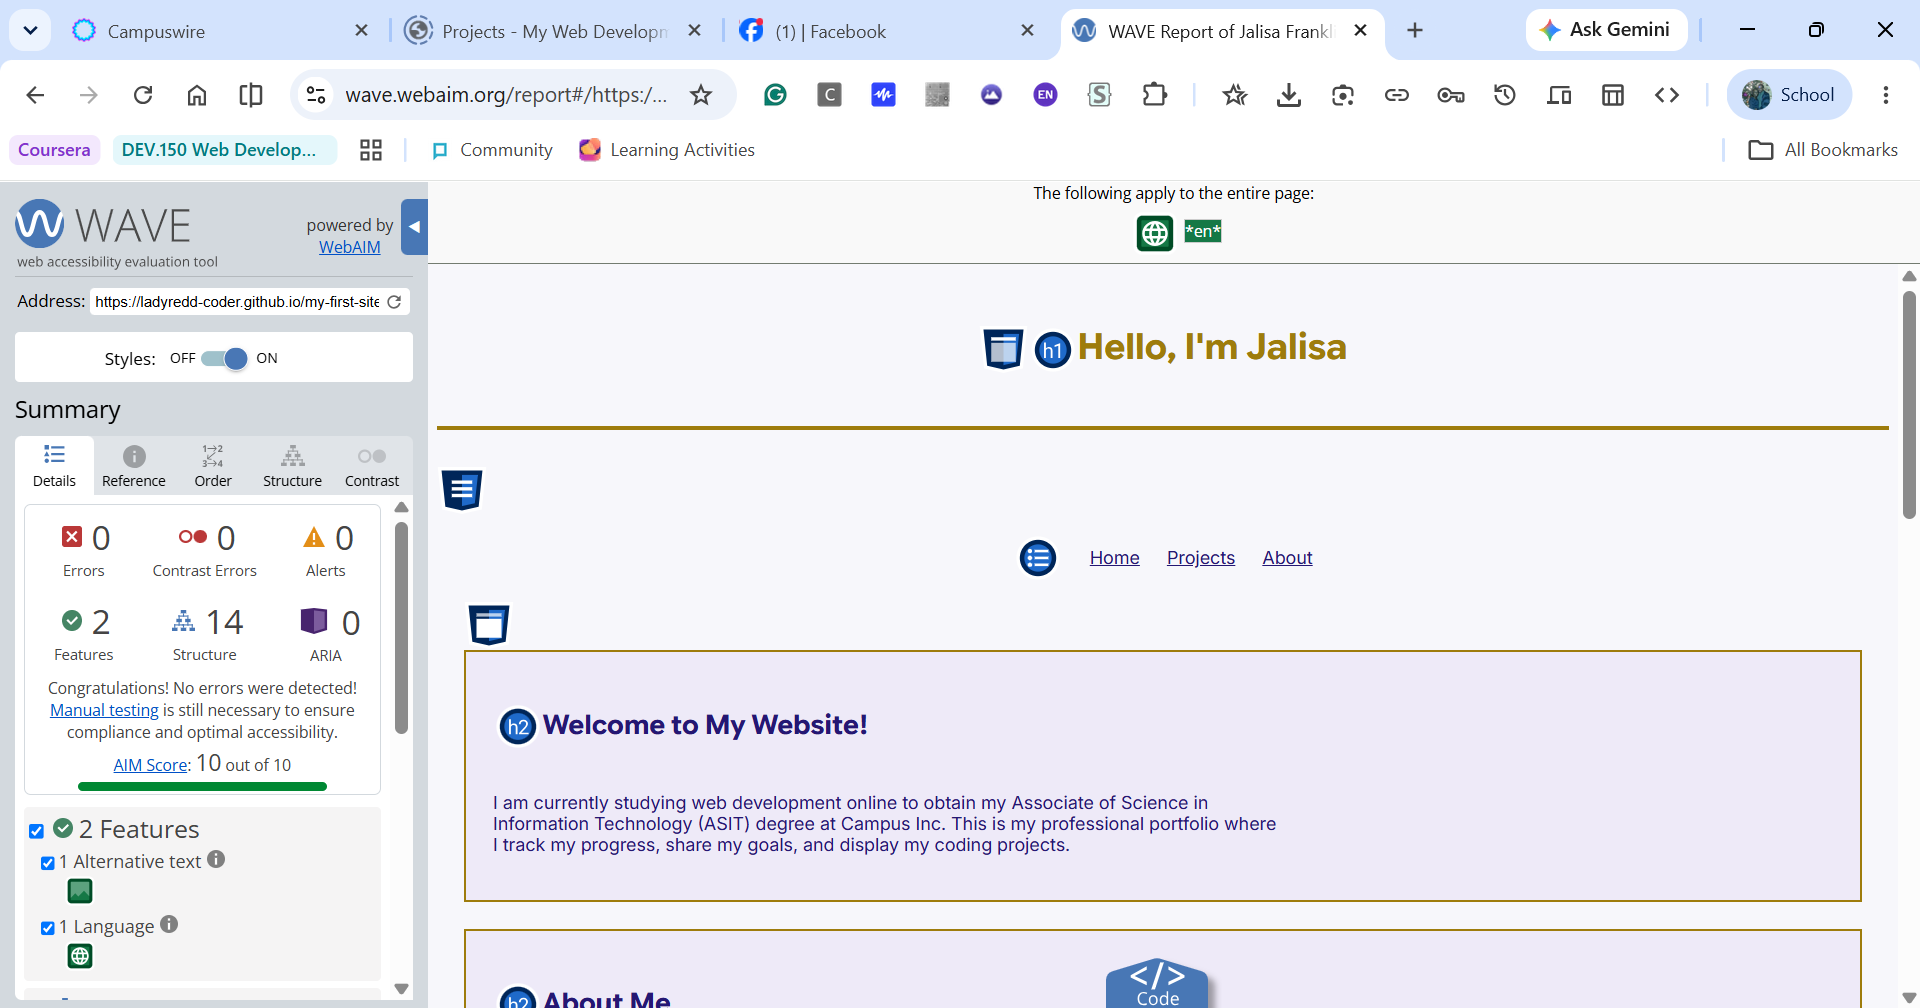 Campuswire
Projects - My Web Developm
(1) | Facebook
WAVE Report of Jalisa Frankli
Ask Gemini
wave.webaim.org/report#/https:/...
C
EN
S
School
Coursera
DEV.150 Web Develop...
Community
Learning Activities
All Bookmarks
WAVE
web accessibility evaluation tool
powered by
WebAIM
Address: https://ladyredd-coder.github.io/my-first-site
Styles: OFF ON
Summary
Details
Reference
Order
Structure
Contrast
0
Errors
0
Contrast Errors
0
Alerts
2
Features
14
Structure
0
ARIA
Congratulations! No errors were detected!
Manual testing is still necessary to ensure
compliance and optimal accessibility.
AIM Score: 10 out of 10
2 Features
1 Alternative text
1 Language
The following apply to the entire page:
*en*
h1 Hello, I'm Jalisa
Home Projects About
h2 Welcome to My Website!
I am currently studying web development online to obtain my Associate of Science in
Information Technology (ASIT) degree at Campus Inc. This is my professional portfolio where
I track my progress, share my goals, and display my coding projects.
h2 About Me
</>
Code